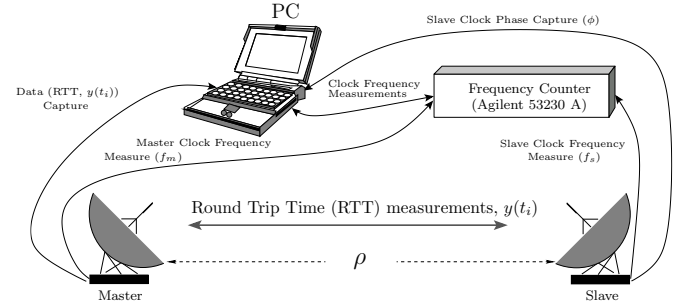 PC
Slave Clock Phase Capture (ϕ)
Data (RTT, y(tᵢ))
Capture
Clock Frequency
Measurements
Frequency Counter
(Agilent 53230 A)
Master Clock Frequency
Measure (fₘ)
Slave Clock Frequency
Measure (fₛ)
Round Trip Time (RTT) measurements, y(tᵢ)
ρ
Master
Slave